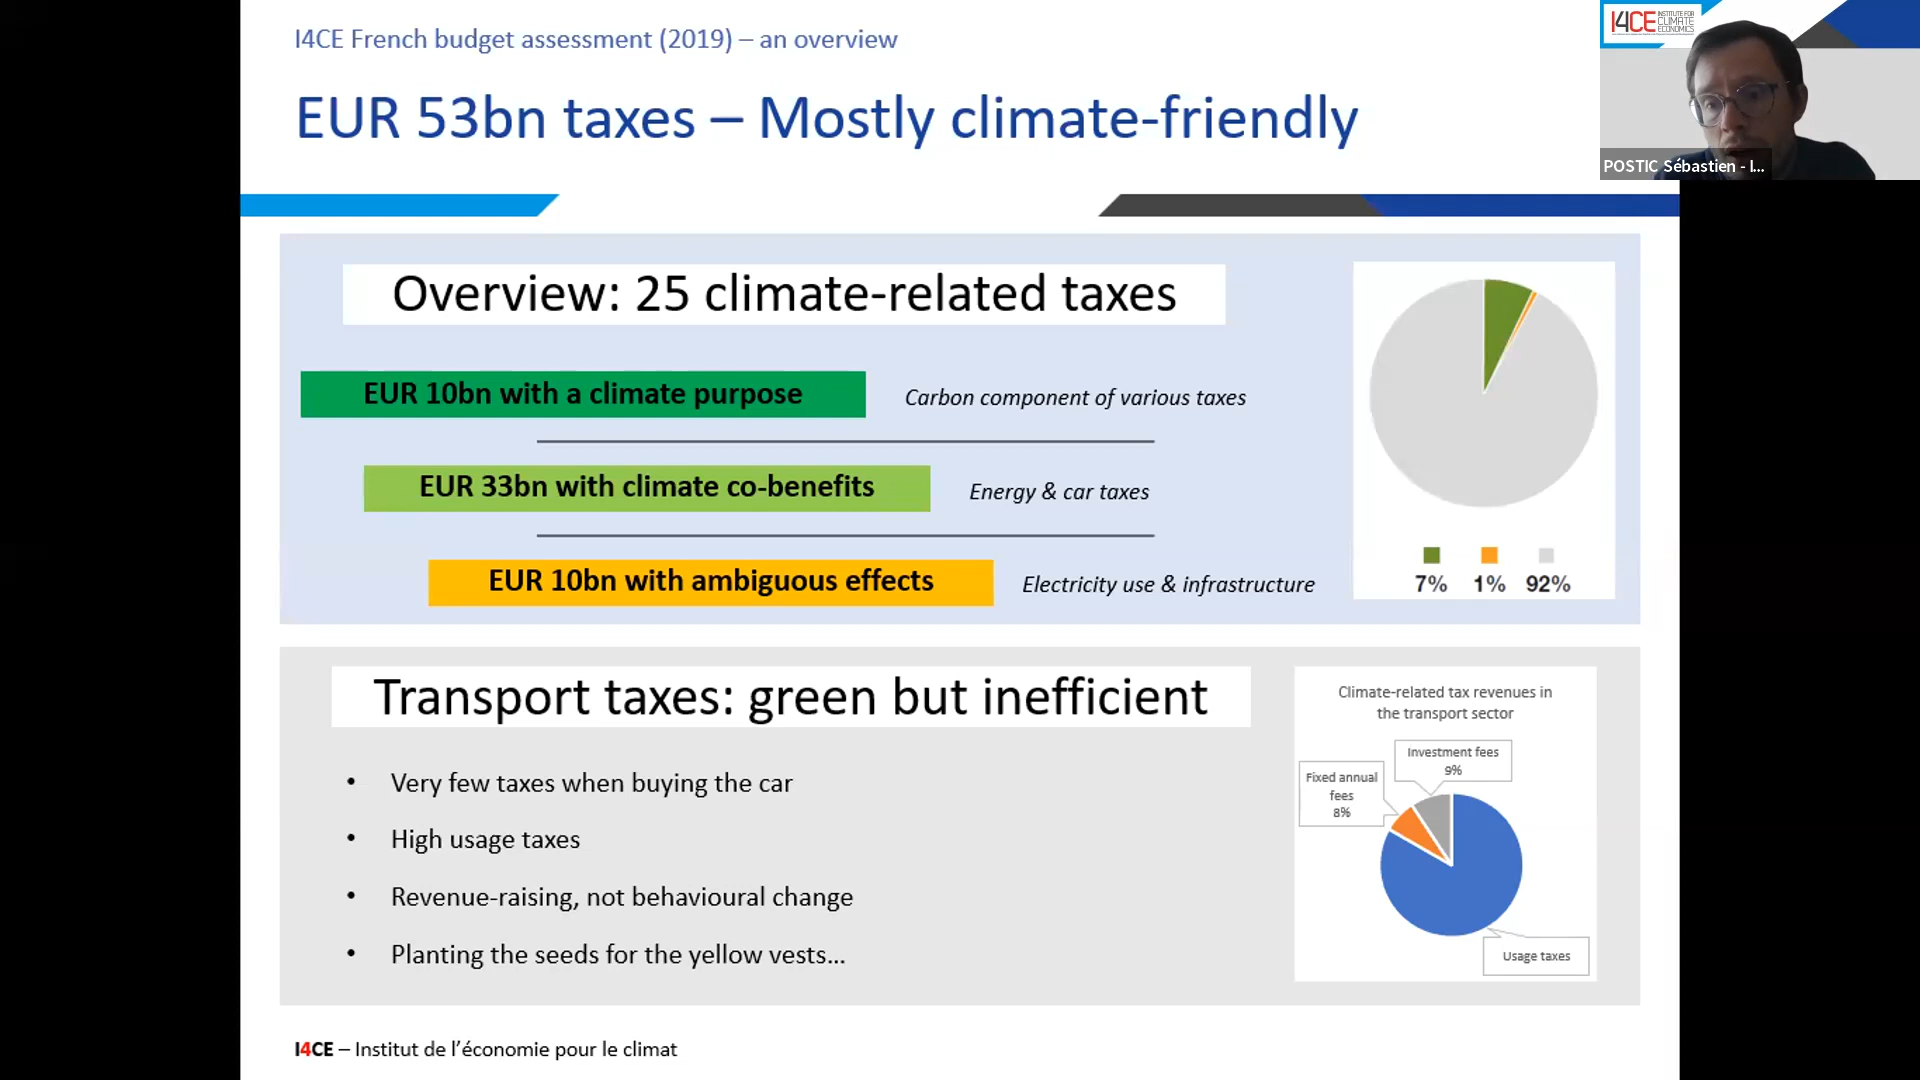 I4CE French budget assessment (2019) – an overview
EUR 53bn taxes – Mostly climate-friendly
I4CE INSTITUTE FOR
CLIMATE
ECONOMICS
POSTIC Sébastien - I...
Overview: 25 climate-related taxes
EUR 10bn with a climate purpose
Carbon component of various taxes
EUR 33bn with climate co-benefits
Energy & car taxes
EUR 10bn with ambiguous effects
Electricity use & infrastructure
7% 1% 92%
Transport taxes: green but inefficient
• Very few taxes when buying the car
• High usage taxes
• Revenue-raising, not behavioural change
• Planting the seeds for the yellow vests...
Climate-related tax revenues in
the transport sector
Investment fees
9%
Fixed annual
fees
8%
Usage taxes
I4CE – Institut de l'économie pour le climat